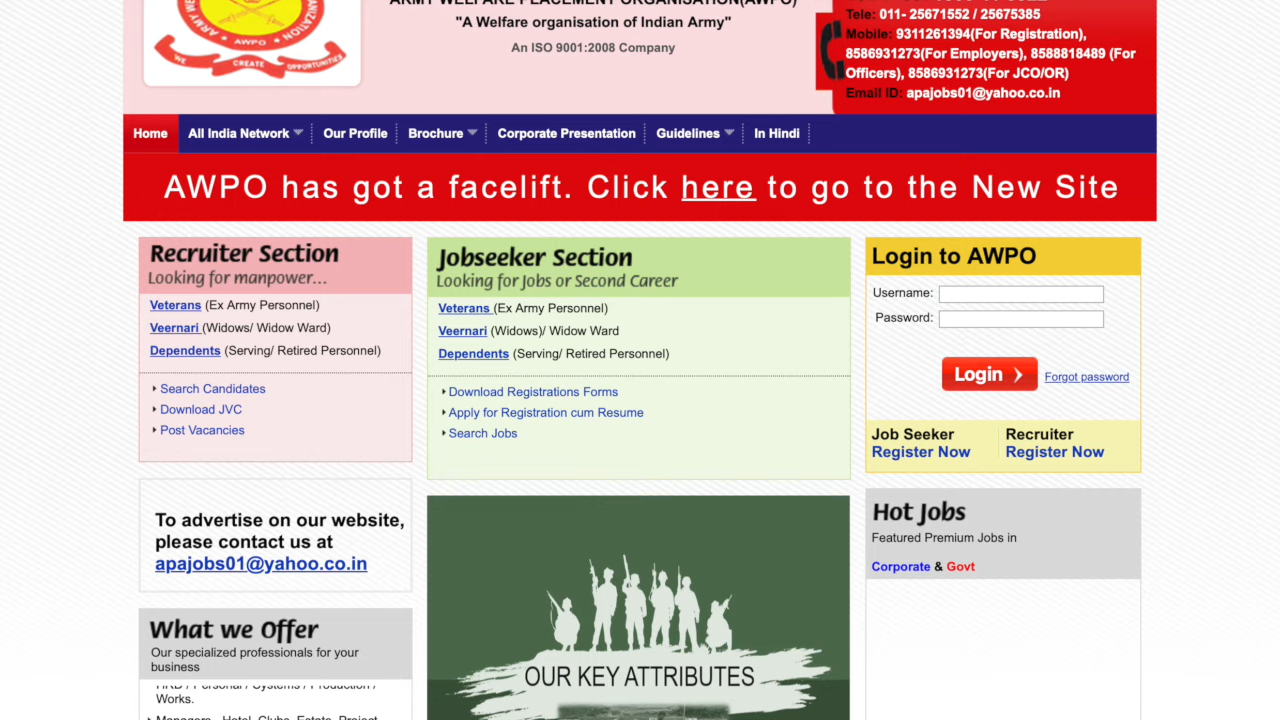 ARMY WELFARE PLACEMENT ORGANISATION(AWPO)
"A Welfare organisation of Indian Army"
An ISO 9001:2008 Company
AWPO
WE CREATE OPPORTUNITIES
Tele: 011- 25671552 / 25675385
Mobile: 9311261394(For Registration),
8586931273(For Employers), 8588818489 (For
Officers), 8586931273(For JCO/OR)
Email ID: apajobs01@yahoo.co.in
Home All India Network Our Profile Brochure Corporate Presentation Guidelines In Hindi
AWPO has got a facelift. Click here to go to the New Site
Recruiter Section
Looking for manpower...
Veterans (Ex Army Personnel)
Veernari (Widows/ Widow Ward)
Dependents (Serving/ Retired Personnel)
Search Candidates
Download JVC
Post Vacancies
To advertise on our website,
please contact us at
apajobs01@yahoo.co.in
What we Offer
Our specialized professionals for your
business
HRD / Personal / Systems / Production /
Works.
Managers - Hotel, Clubs, Estate, Project
Jobseeker Section
Looking for Jobs or Second Career
Veterans (Ex Army Personnel)
Veernari (Widows)/ Widow Ward
Dependents (Serving/ Retired Personnel)
Download Registrations Forms
Apply for Registration cum Resume
Search Jobs
OUR KEY ATTRIBUTES
Login to AWPO
Username:
Password:
Login Forgot password
Job Seeker Recruiter
Register Now Register Now
Hot Jobs
Featured Premium Jobs in
Corporate & Govt